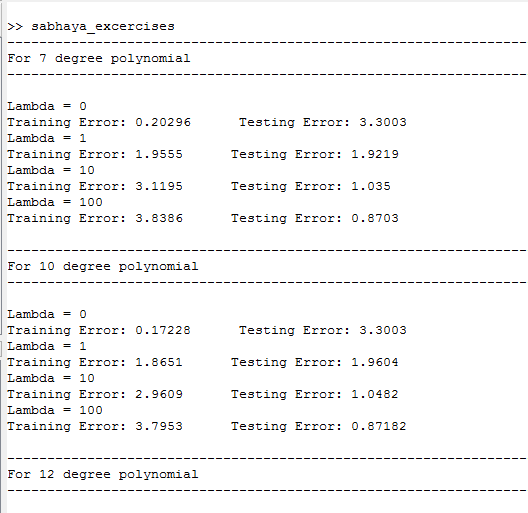 >> sabhaya_excercises
-----------------------------------------------------------------
For 7 degree polynomial
-----------------------------------------------------------------
Lambda = 0
Training Error: 0.20296      Testing Error: 3.3003
Lambda = 1
Training Error: 1.9555      Testing Error: 1.9219
Lambda = 10
Training Error: 3.1195      Testing Error: 1.035
Lambda = 100
Training Error: 3.8386      Testing Error: 0.8703
-----------------------------------------------------------------
For 10 degree polynomial
-----------------------------------------------------------------
Lambda = 0
Training Error: 0.17228      Testing Error: 3.3003
Lambda = 1
Training Error: 1.8651      Testing Error: 1.9604
Lambda = 10
Training Error: 2.9609      Testing Error: 1.0482
Lambda = 100
Training Error: 3.7953      Testing Error: 0.87182
-----------------------------------------------------------------
For 12 degree polynomial
-----------------------------------------------------------------